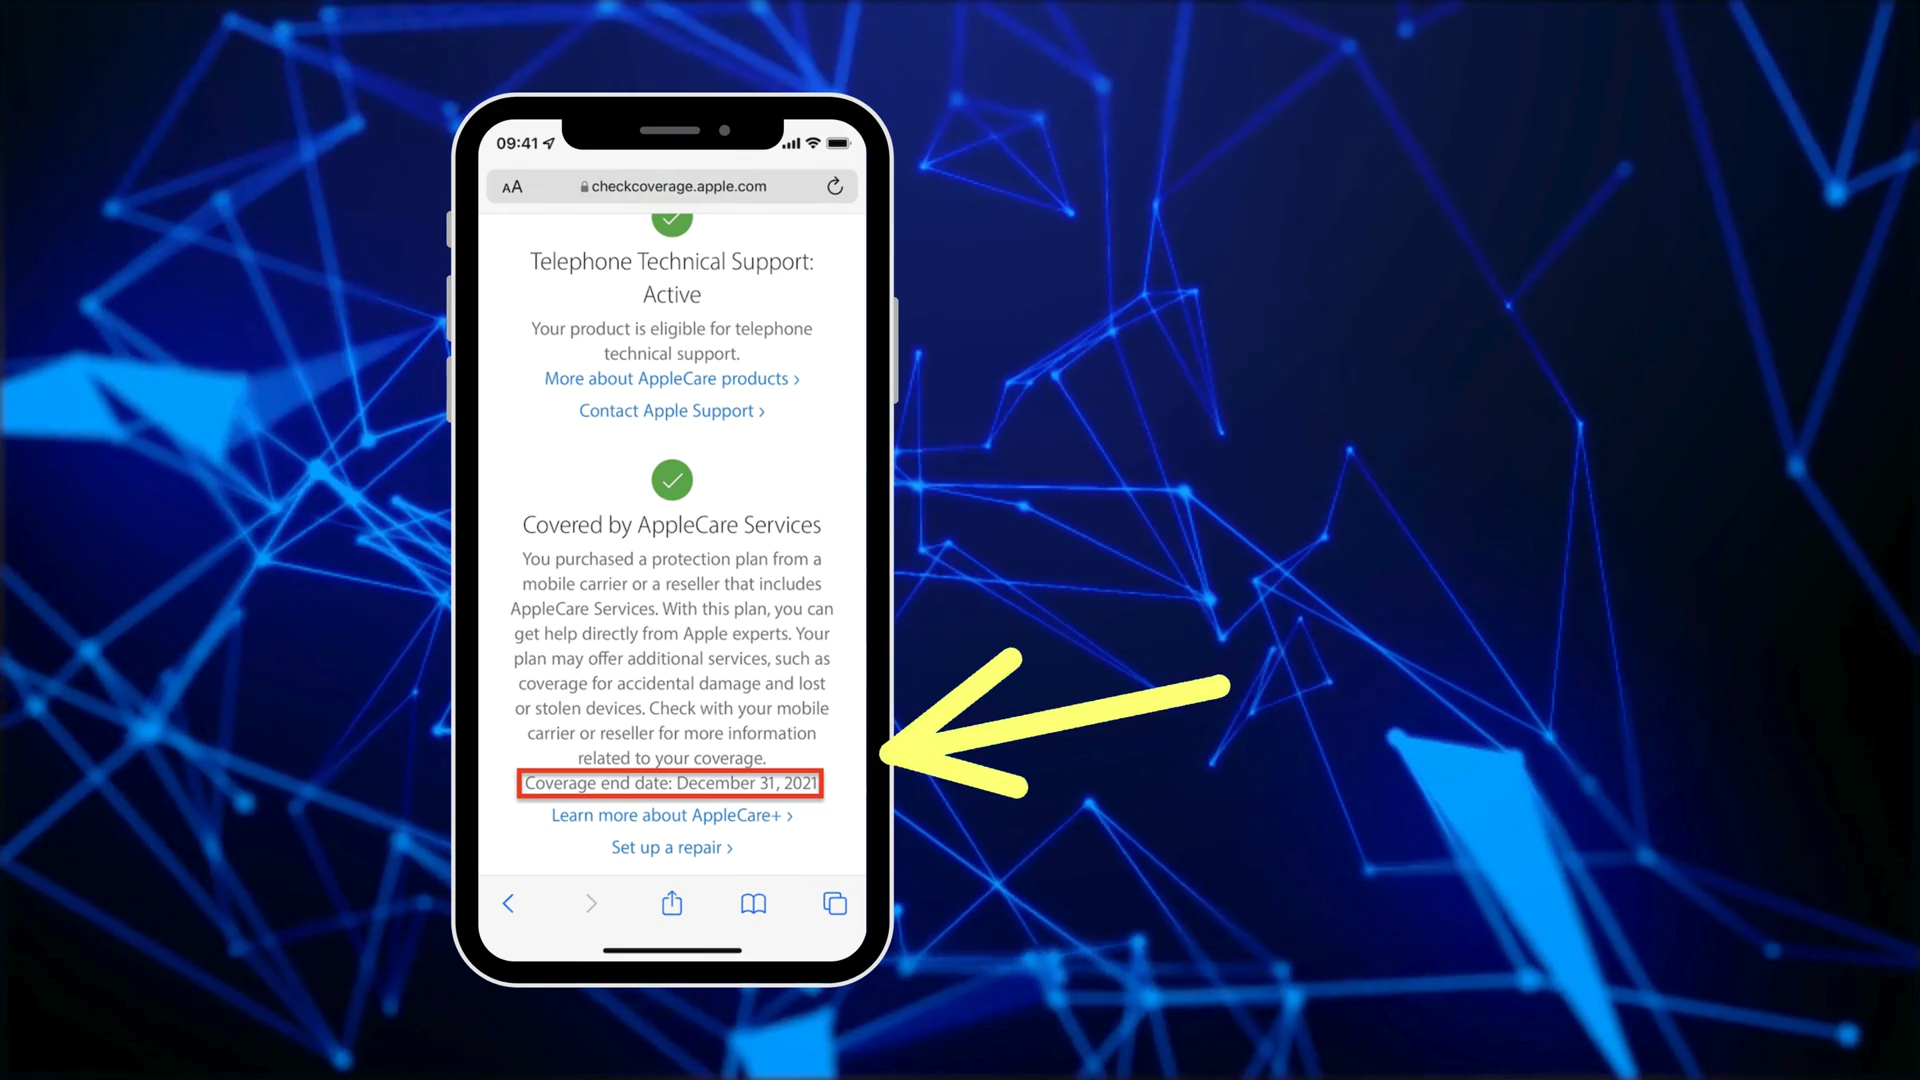 09:41
AA checkcoverage.apple.com
Telephone Technical Support:
Active
Your product is eligible for telephone
technical support.
More about AppleCare products ›
Contact Apple Support ›
Covered by AppleCare Services
You purchased a protection plan from a
mobile carrier or a reseller that includes
AppleCare Services. With this plan, you can
get help directly from Apple experts. Your
plan may offer additional services, such as
coverage for accidental damage and lost
or stolen devices. Check with your mobile
carrier or reseller for more information
related to your coverage.
Coverage end date: December 31, 2021
Learn more about AppleCare+ ›
Set up a repair ›